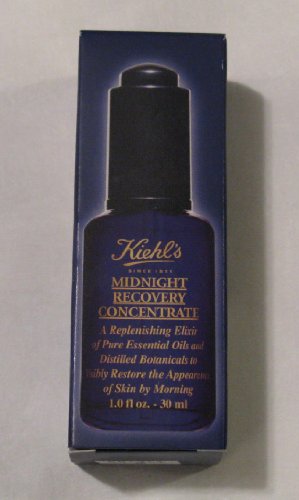 Kiehl's
SINCE 1851
MIDNIGHT
RECOVERY
CONCENTRATE
A Replenishing Elixir
of Pure Essential Oils and
Distilled Botanicals to
Visibly Restore the Appearance
of Skin by Morning
1.0 fl oz. - 30 ml